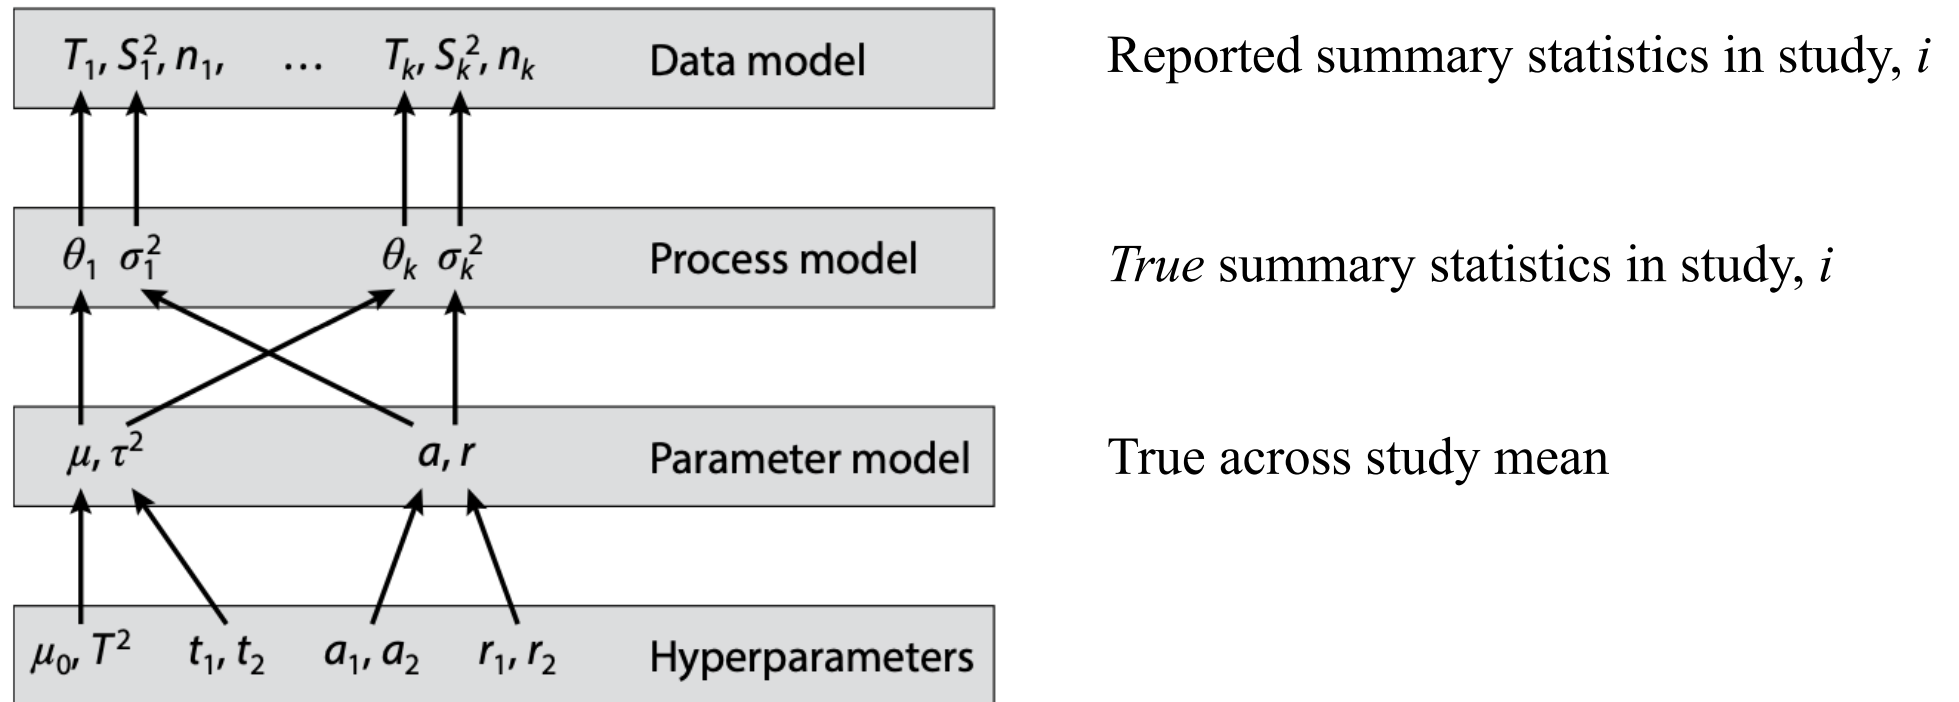 T₁, S₁², n₁, … Tₖ, Sₖ², nₖ Data model Reported summary statistics in study, i
θ₁ σ₁² θₖ σₖ² Process model True summary statistics in study, i
μ, τ² a, r Parameter model True across study mean
μ₀, T² t₁, t₂ a₁, a₂ r₁, r₂ Hyperparameters